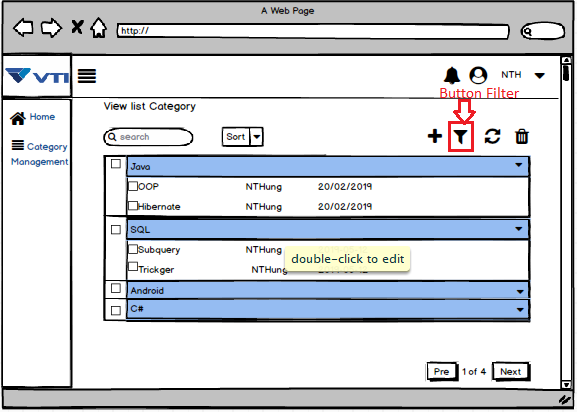 A Web Page
http://
VTI
NTH
Button Filter
Home
Category
Management
View list Category
search
Sort
Java
OOP NTHung 20/02/2019
Hibernate NTHung 20/02/2019
SQL
Subquery NTHung
double-click to edit
Trickger NTHung
Android
C#
Pre 1 of 4 Next